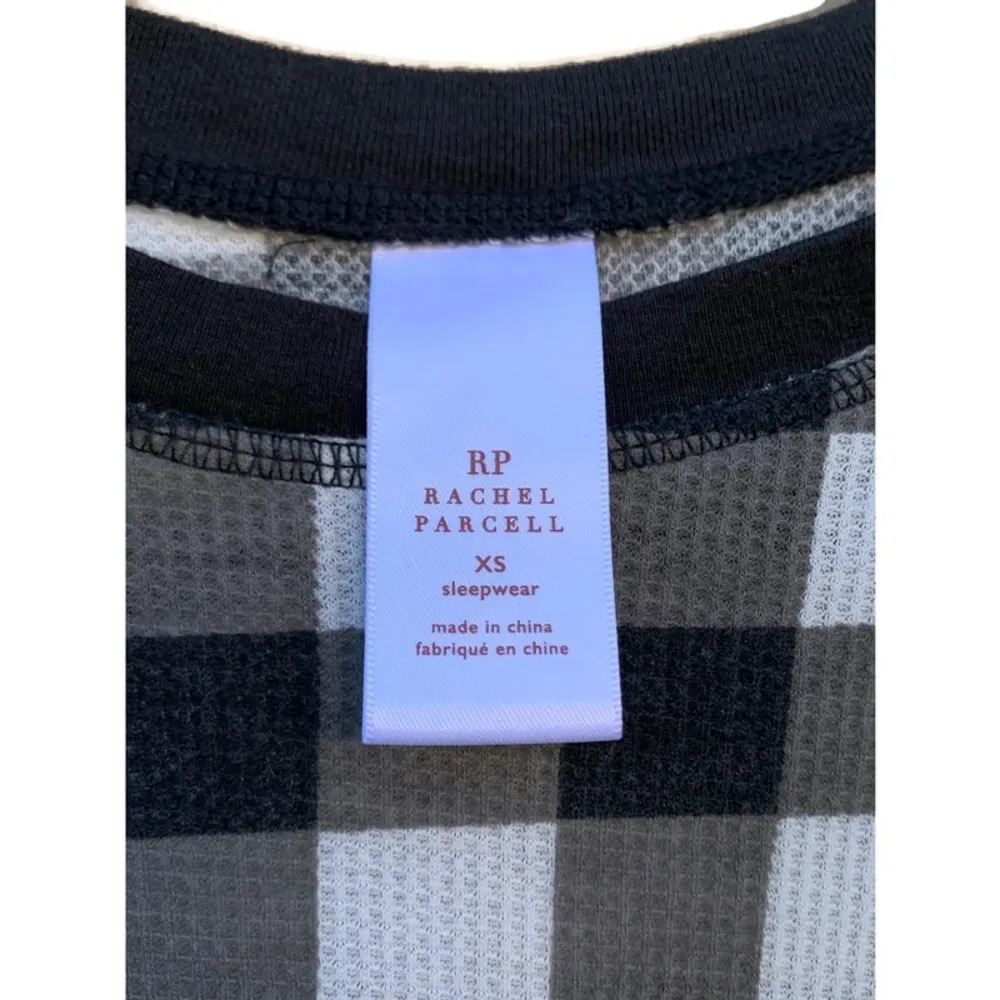 RP
RACHEL
PARCELL
XS
sleepwear
made in china
fabriqué en chine